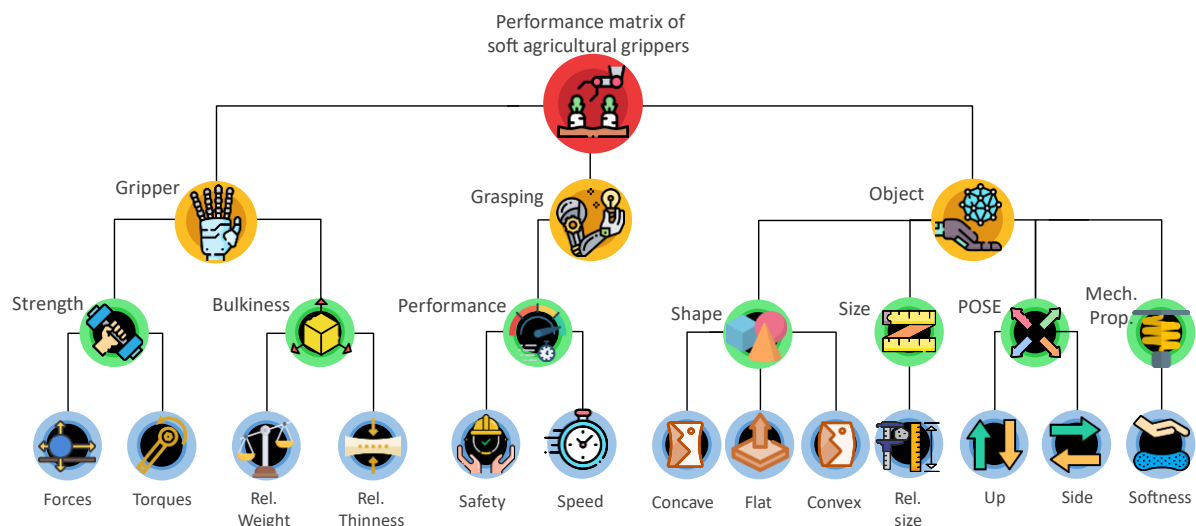 Performance matrix of
soft agricultural grippers
Gripper
Grasping
Object
Strength
Bulkiness
Performance
Shape
Size
POSE
Mech.
Prop.
Forces
Torques
Rel.
Weight
Rel.
Thinness
Safety
Speed
Concave
Flat
Convex
Rel.
size
Up
Side
Softness